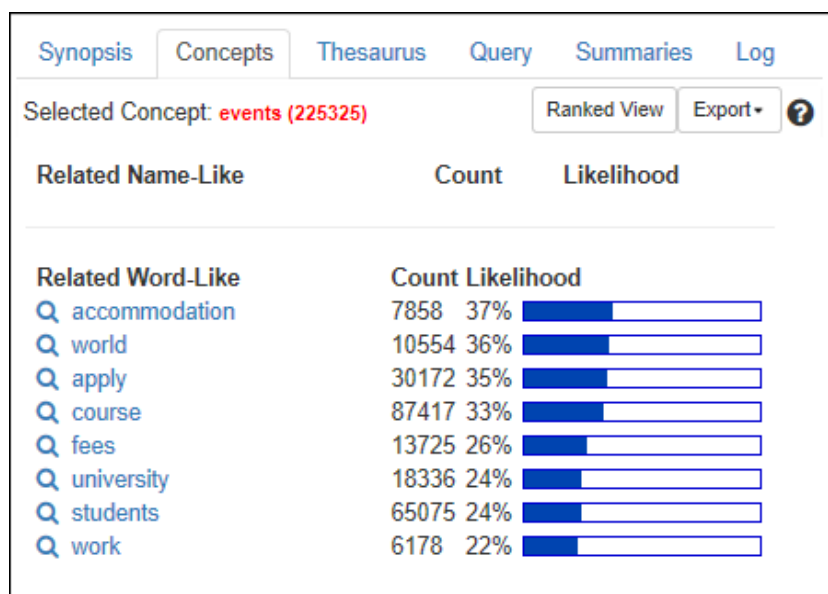 Synopsis Concepts Thesaurus Query Summaries Log
Selected Concept: events (225325) Ranked View Export ?
Related Name-Like Count Likelihood
Related Word-Like Count Likelihood
accommodation 7858 37%
world 10554 36%
apply 30172 35%
course 87417 33%
fees 13725 26%
university 18336 24%
students 65075 24%
work 6178 22%